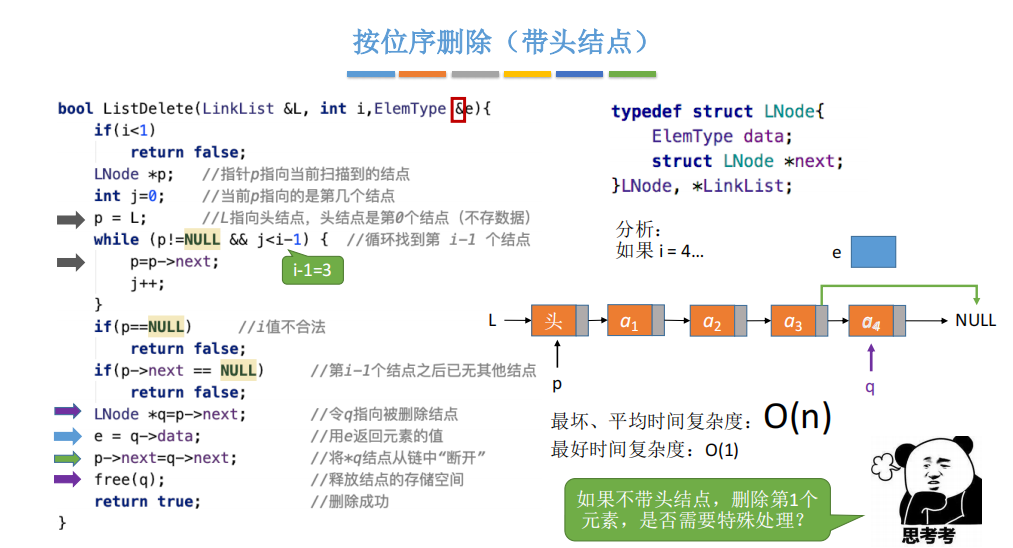 按位序删除（带头结点）
bool ListDelete(LinkList &L, int i,ElemType &e){
if(i<1)
return false;
LNode *p; //指针p指向当前扫描到的结点
int j=0; //当前p指向的是第几个结点
p = L; //L指向头结点，头结点是第0个结点（不存数据）
while (p!=NULL && j<i-1) { //循环找到第 i-1 个结点
p=p->next;
i-1=3
j++;
}
if(p==NULL) //i值不合法
return false;
if(p->next == NULL) //第i-1个结点之后已无其他结点
return false;
LNode *q=p->next; //令q指向被删除结点
e = q->data; //用e返回元素的值
p->next=q->next; //将*q结点从链中“断开”
free(q); //释放结点的存储空间
return true; //删除成功
}
typedef struct LNode{
ElemType data;
struct LNode *next;
}LNode, *LinkList;
分析：
如果 i = 4…
e
L 头 a1 a2 a3 a4 NULL
p q
最坏、平均时间复杂度：O(n)
最好时间复杂度：O(1)
如果不带头结点，删除第1个
元素，是否需要特殊处理？
思考考